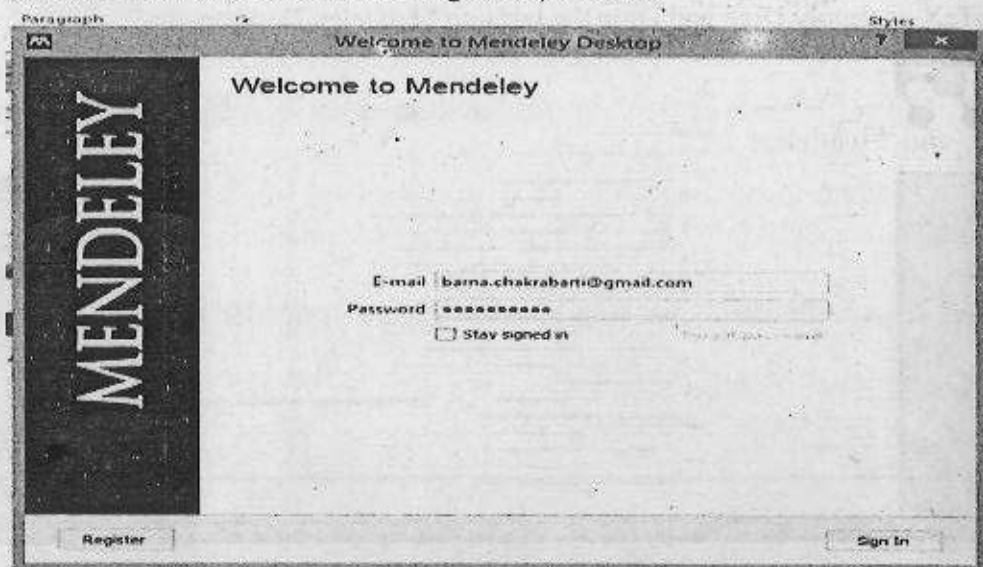 Paragraph
Styles
Welcome to Mendeley Desktop
?
MENDELEY
Welcome to Mendeley
E-mail barna.chakrabarti@gmail.com
Password ••••••••••
Stay signed in
Register
Sign In